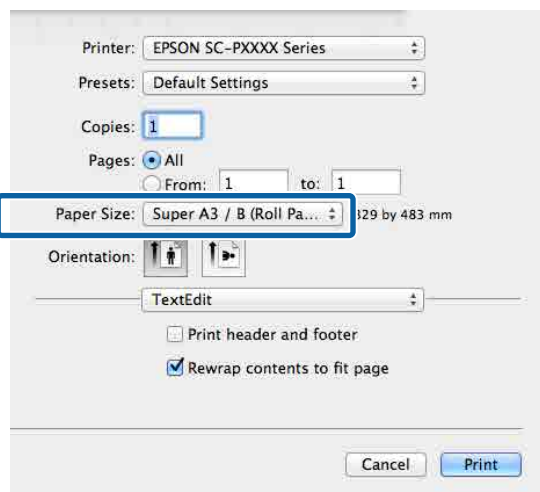 Printer: EPSON SC-PXXXX Series
Presets: Default Settings
Copies: 1
Pages: All
From: 1 to: 1
Paper Size: Super A3 / B (Roll Pa... 329 by 483 mm
Orientation:
TextEdit
Print header and footer
Rewrap contents to fit page
Cancel Print